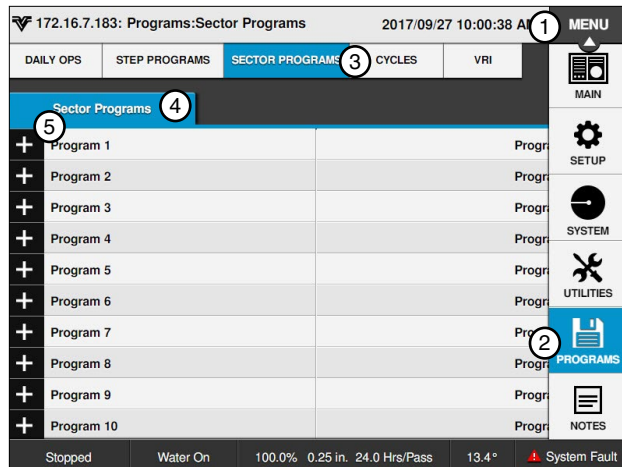 172.16.7.183: Programs:Sector Programs 2017/09/27 10:00:38 1 MENU
DAILY OPS STEP PROGRAMS SECTOR PROGRAMS 3 CYCLES VRI
MAIN
Sector Programs 4
5
+ Program 1
SETUP
+ Program 2
+ Program 3
SYSTEM
+ Program 4
+ Program 5
UTILITIES
+ Program 6
+ Program 7
2
PROGRAMS
+ Program 8
+ Program 9
+ Program 10
NOTES
Stopped Water On 100.0% 0.25 in. 24.0 Hrs/Pass 13.4° System Fault